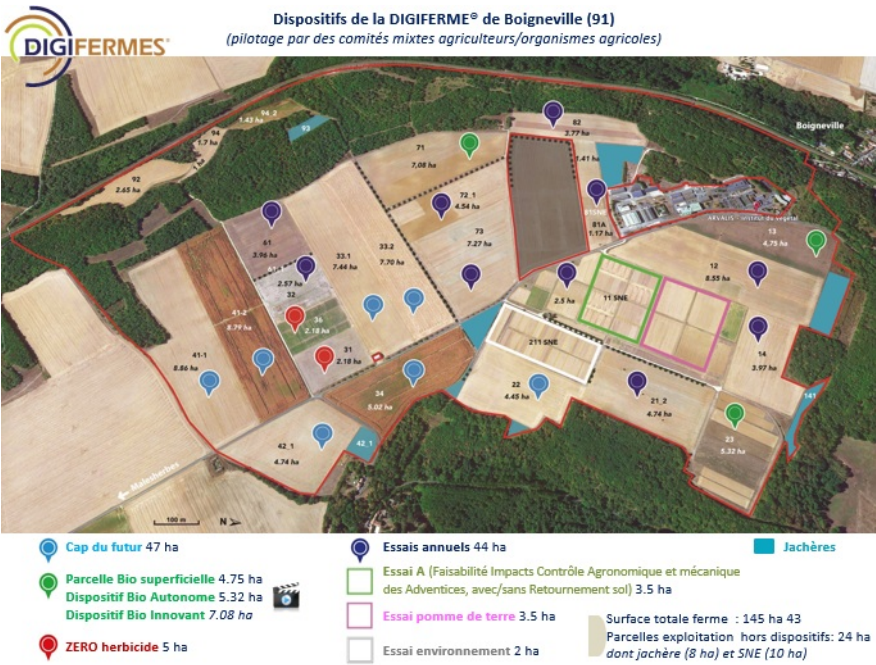 Dispositifs de la DIGIFERME® de Boigneville (91)
(pilotage par des comités mixtes agriculteurs/organismes agricoles)
DIGIFERMES®
94_2
1.43 ha
93
94
1.7 ha
92
2.65 ha
71
7,08 ha
82
3.77 ha
1.41 ha
Boigneville
72_1
4.54 ha
73
7.27 ha
81SNE
81A
1.17 ha
ARVALIS - Institut du végétal
13
4.75 ha
61
3.96 ha
33.1
7.44 ha
33.2
7.70 ha
12
8.55 ha
2.57 ha
32
2.5 ha
11 SNE
36
2.18 ha
41-2
8.79 ha
41-1
8.86 ha
31
2.18 ha
211 SNE
14
3.97 ha
34
5.02 ha
22
4.45 ha
21_2
4.74 ha
141
23
5.32 ha
42_1
4.74 ha
42_1
Malesherbes
100 m
N
Cap du futur 47 ha
Parcelle Bio superficielle 4.75 ha
Dispositif Bio Autonome 5.32 ha
Dispositif Bio Innovant 7.08 ha
ZERO herbicide 5 ha
Essais annuels 44 ha
Essai A (Faisabilité Impacts Contrôle Agronomique et mécanique
des Adventices, avec/sans Retournement sol) 3.5 ha
Essai pomme de terre 3.5 ha
Essai environnement 2 ha
Jachères
Surface totale ferme : 145 ha 43
Parcelles exploitation hors dispositifs: 24 ha
dont jachère (8 ha) et SNE (10 ha)